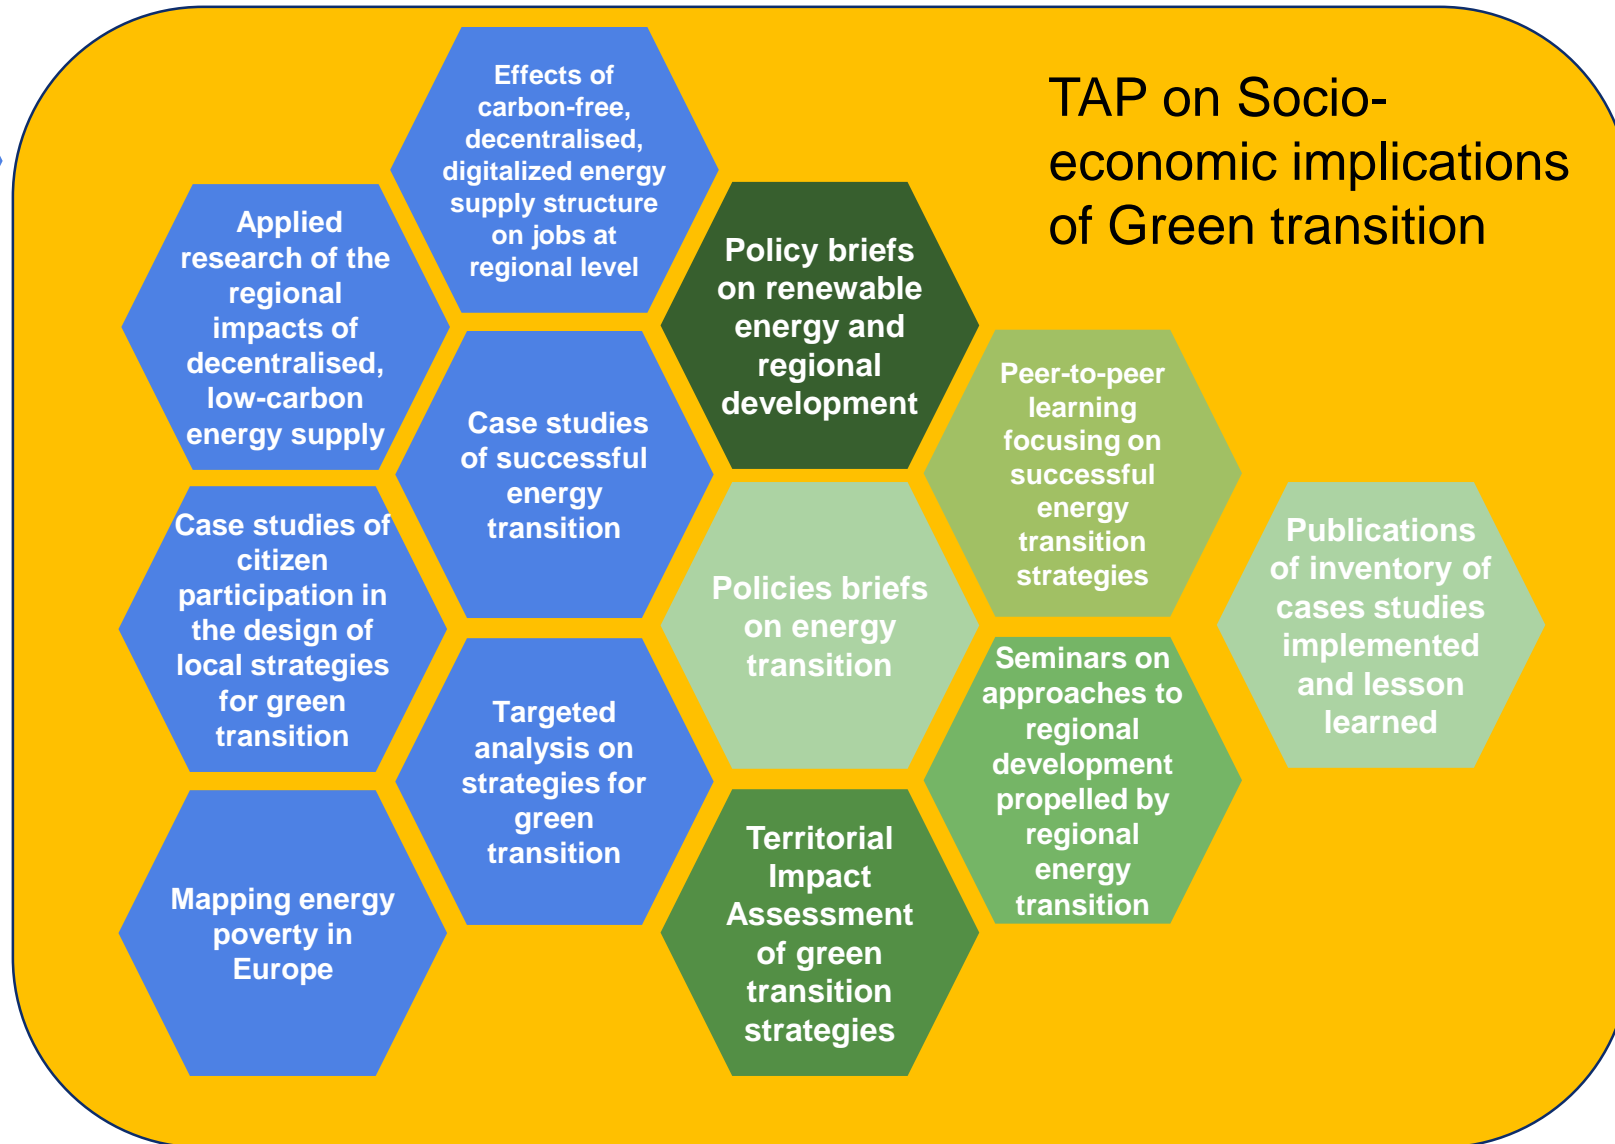 TAP on Socio-
economic implications
of Green transition
Effects of
carbon-free,
decentralised,
digitalized energy
supply structure
on jobs at
regional level
Applied
research of the
regional
impacts of
decentralised,
low-carbon
energy supply
Policy briefs
on renewable
energy and
regional
development
Case studies
of successful
energy
transition
Peer-to-peer
learning
focusing on
successful
energy
transition
strategies
Case studies of
citizen
participation in
the design of
local strategies
for green
transition
Policies briefs
on energy
transition
Publications
of inventory of
cases studies
implemented
and lesson
learned
Targeted
analysis on
strategies for
green
transition
Seminars on
approaches to
regional
development
propelled by
regional
energy
transition
Mapping energy
poverty in
Europe
Territorial
Impact
Assessment
of green
transition
strategies